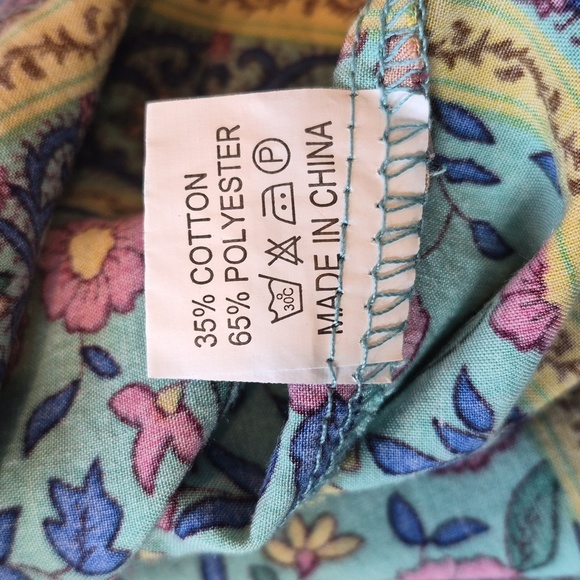 35% COTTON
65% POLYESTER
30C P
MADE IN CHINA